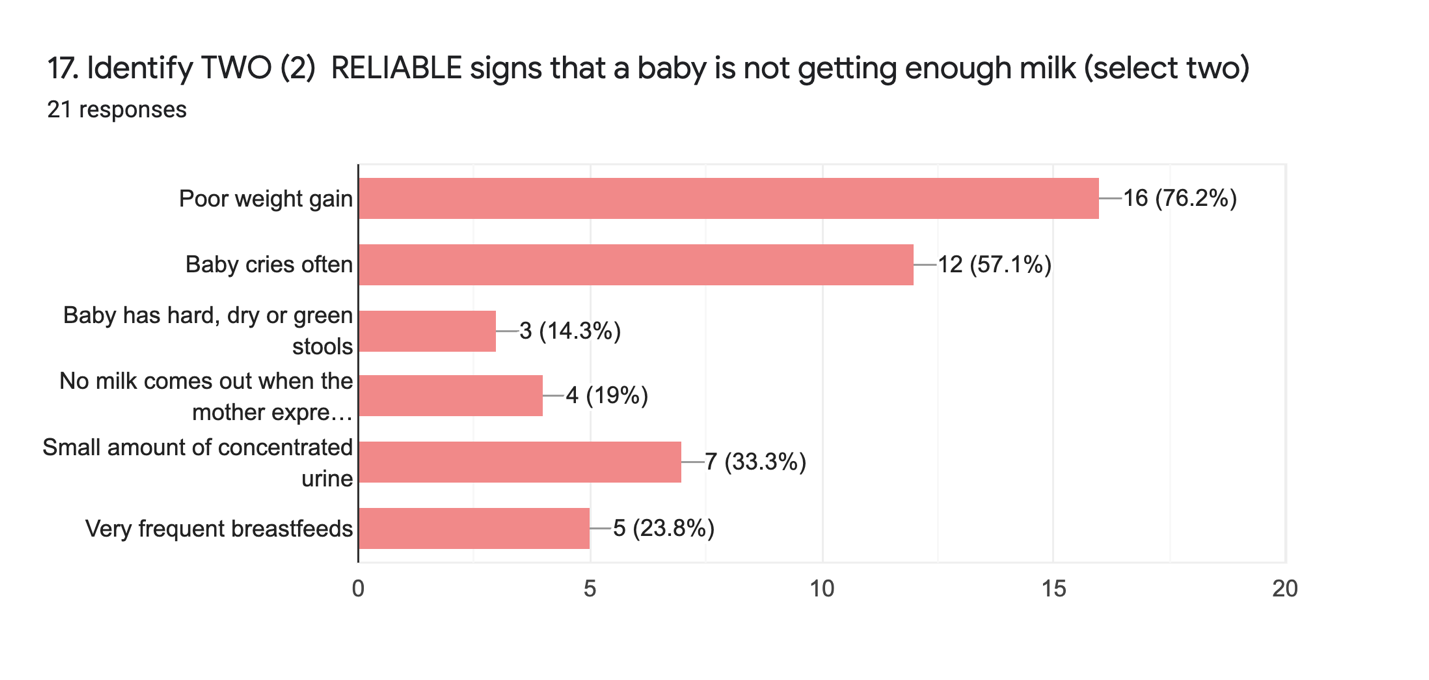 17. Identify TWO (2)  RELIABLE signs that a baby is not getting enough milk (select two)
21 responses
Poor weight gain
16 (76.2%)
Baby cries often
12 (57.1%)
Baby has hard, dry or green
stools
3 (14.3%)
No milk comes out when the
mother expre…
4 (19%)
Small amount of concentrated
urine
7 (33.3%)
Very frequent breastfeeds
5 (23.8%)
0 5 10 15 20